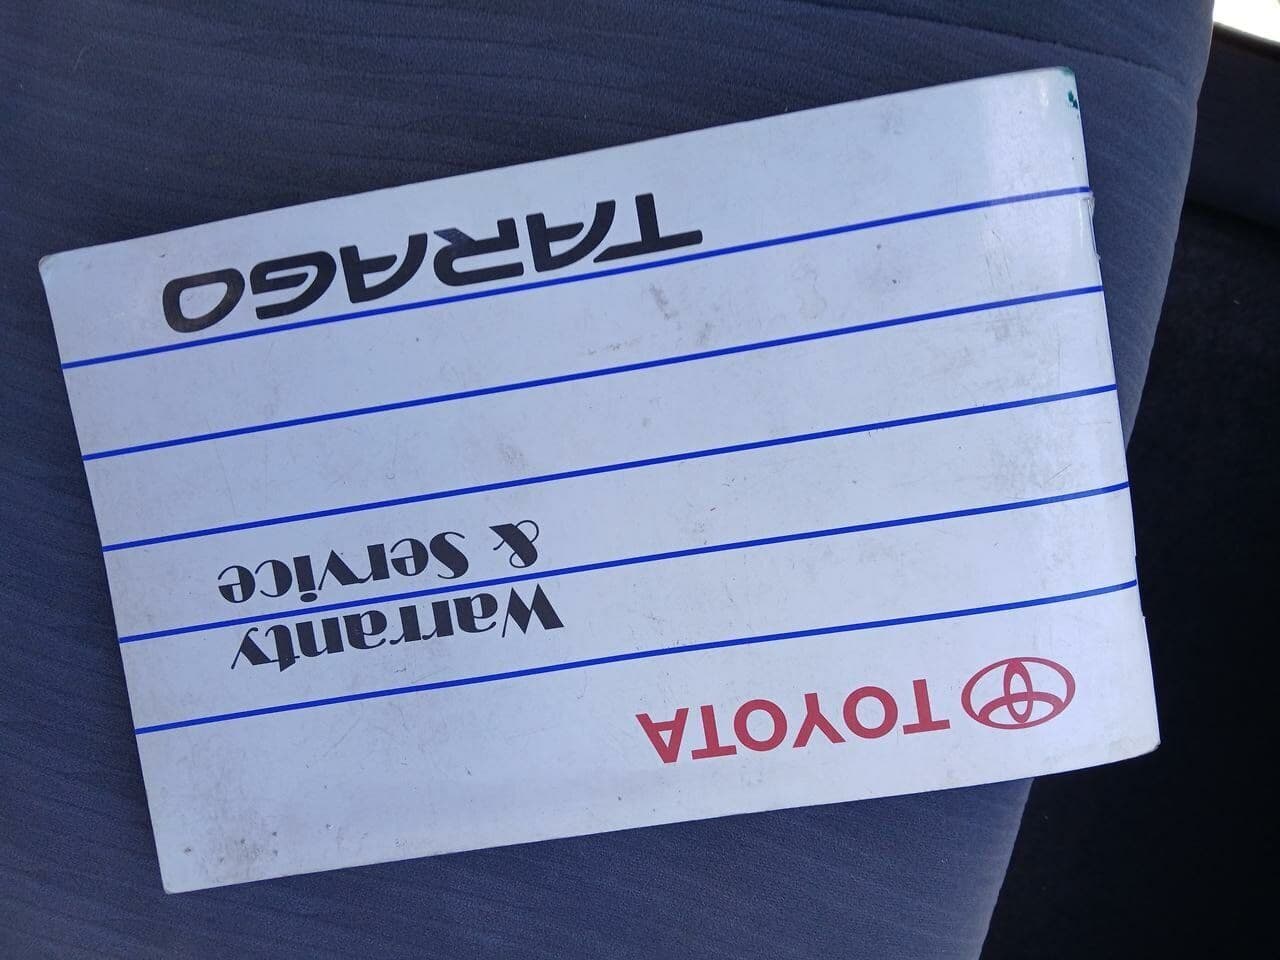 TOYOTA
Warranty
& Service
TARAGO